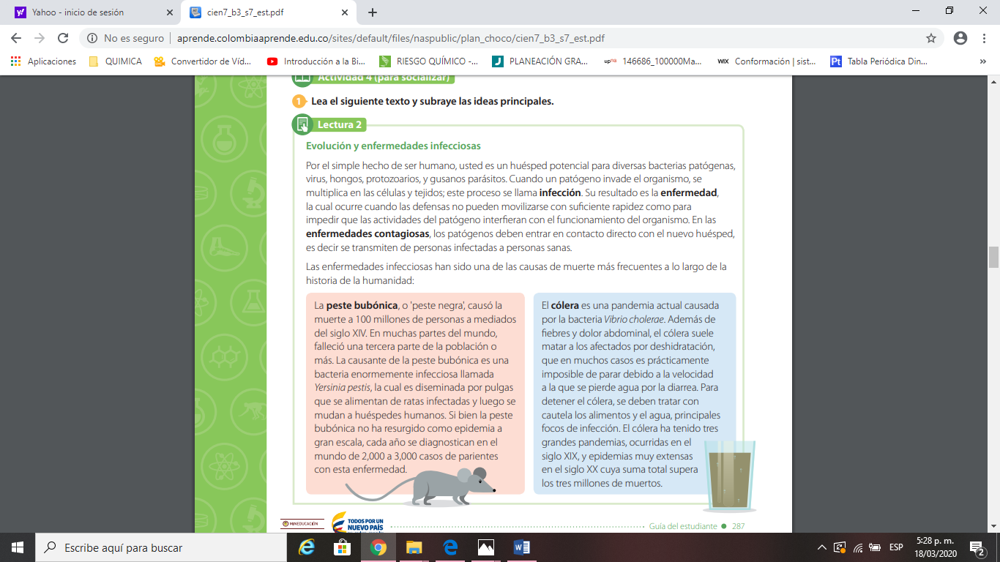 Yahoo - inicio de sesión
cien7_b3_s7_est.pdf
No es seguro
aprende.colombiaaprende.edu.co/sites/default/files/naspublic/plan_choco/cien7_b3_s7_est.pdf
Aplicaciones
QUIMICA
Convertidor de Víd...
Introducción a la Bi...
RIESGO QUÍMICO -...
PLANEACIÓN GRA...
upna
146686_100000Ma...
WIX
Conformación | sist...
Pt
Tabla Periódica Din...
»
Actividad 4 (para socializar)
1 Lea el siguiente texto y subraye las ideas principales.
Lectura 2
Evolución y enfermedades infecciosas
Por el simple hecho de ser humano, usted es un huésped potencial para diversas bacterias patógenas,
virus, hongos, protozoarios, y gusanos parásitos. Cuando un patógeno invade el organismo, se
multiplica en las células y tejidos; este proceso se llama infección. Su resultado es la enfermedad,
la cual ocurre cuando las defensas no pueden movilizarse con suficiente rapidez como para
impedir que las actividades del patógeno interfieran con el funcionamiento del organismo. En las
enfermedades contagiosas, los patógenos deben entrar en contacto directo con el nuevo huésped,
es decir se transmiten de personas infectadas a personas sanas.
Las enfermedades infecciosas han sido una de las causas de muerte más frecuentes a lo largo de la
historia de la humanidad:
La peste bubónica, o 'peste negra', causó la
muerte a 100 millones de personas a mediados
del siglo XIV. En muchas partes del mundo,
falleció una tercera parte de la población o
más. La causante de la peste bubónica es una
bacteria enormemente infecciosa llamada
Yersinia pestis, la cual es diseminada por pulgas
que se alimentan de ratas infectadas y luego se
mudan a huéspedes humanos. Si bien la peste
bubónica no ha resurgido como epidemia a
gran escala, cada año se diagnostican en el
mundo de 2,000 a 3,000 casos de parientes
con esta enfermedad.
El cólera es una pandemia actual causada
por la bacteria Vibrio cholerae. Además de
fiebres y dolor abdominal, el cólera suele
matar a los afectados por deshidratación,
que en muchos casos es prácticamente
imposible de parar debido a la velocidad
a la que se pierde agua por la diarrea. Para
detener el cólera, se deben tratar con
cautela los alimentos y el agua, principales
focos de infección. El cólera ha tenido tres
grandes pandemias, ocurridas en el
siglo XIX, y epidemias muy extensas
en el siglo XX cuya suma total supera
los tres millones de muertos.
MINEDUCACIÓN
TODOS POR UN
NUEVO PAÍS
Guía del estudiante
287
Escribe aquí para buscar
ESP
5:28 p. m.
18/03/2020
2